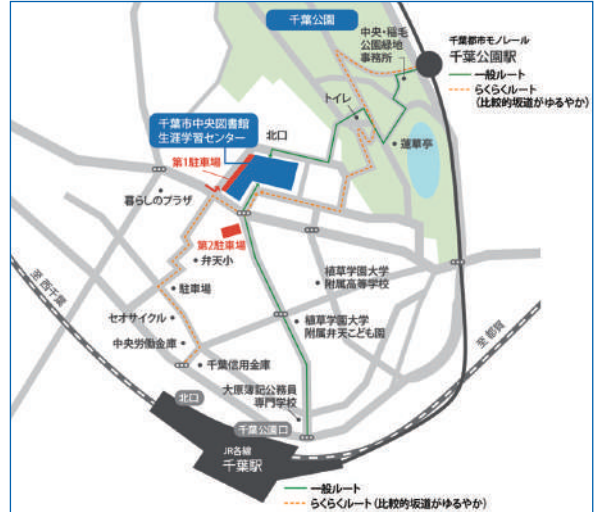 千葉公園
中央・稲毛
公園緑地
事務所
千葉都市モノレール
千葉公園駅
一般ルート
らくらくルート
(比較的坂道がゆるやか)
トイレ
千葉市中央図書館
生涯学習センター
北口
蓮華亭
第1駐車場
暮らしのプラザ
第2駐車場
弁天小
植草学園大学
附属高等学校
至西千葉
駐車場
セオサイクル
植草学園大学
附属弁天こども園
至都賀
中央労働金庫
千葉信用金庫
大原簿記公務員
専門学校
北口
千葉公園口
JR各線
千葉駅
一般ルート
らくらくルート(比較的坂道がゆるやか)